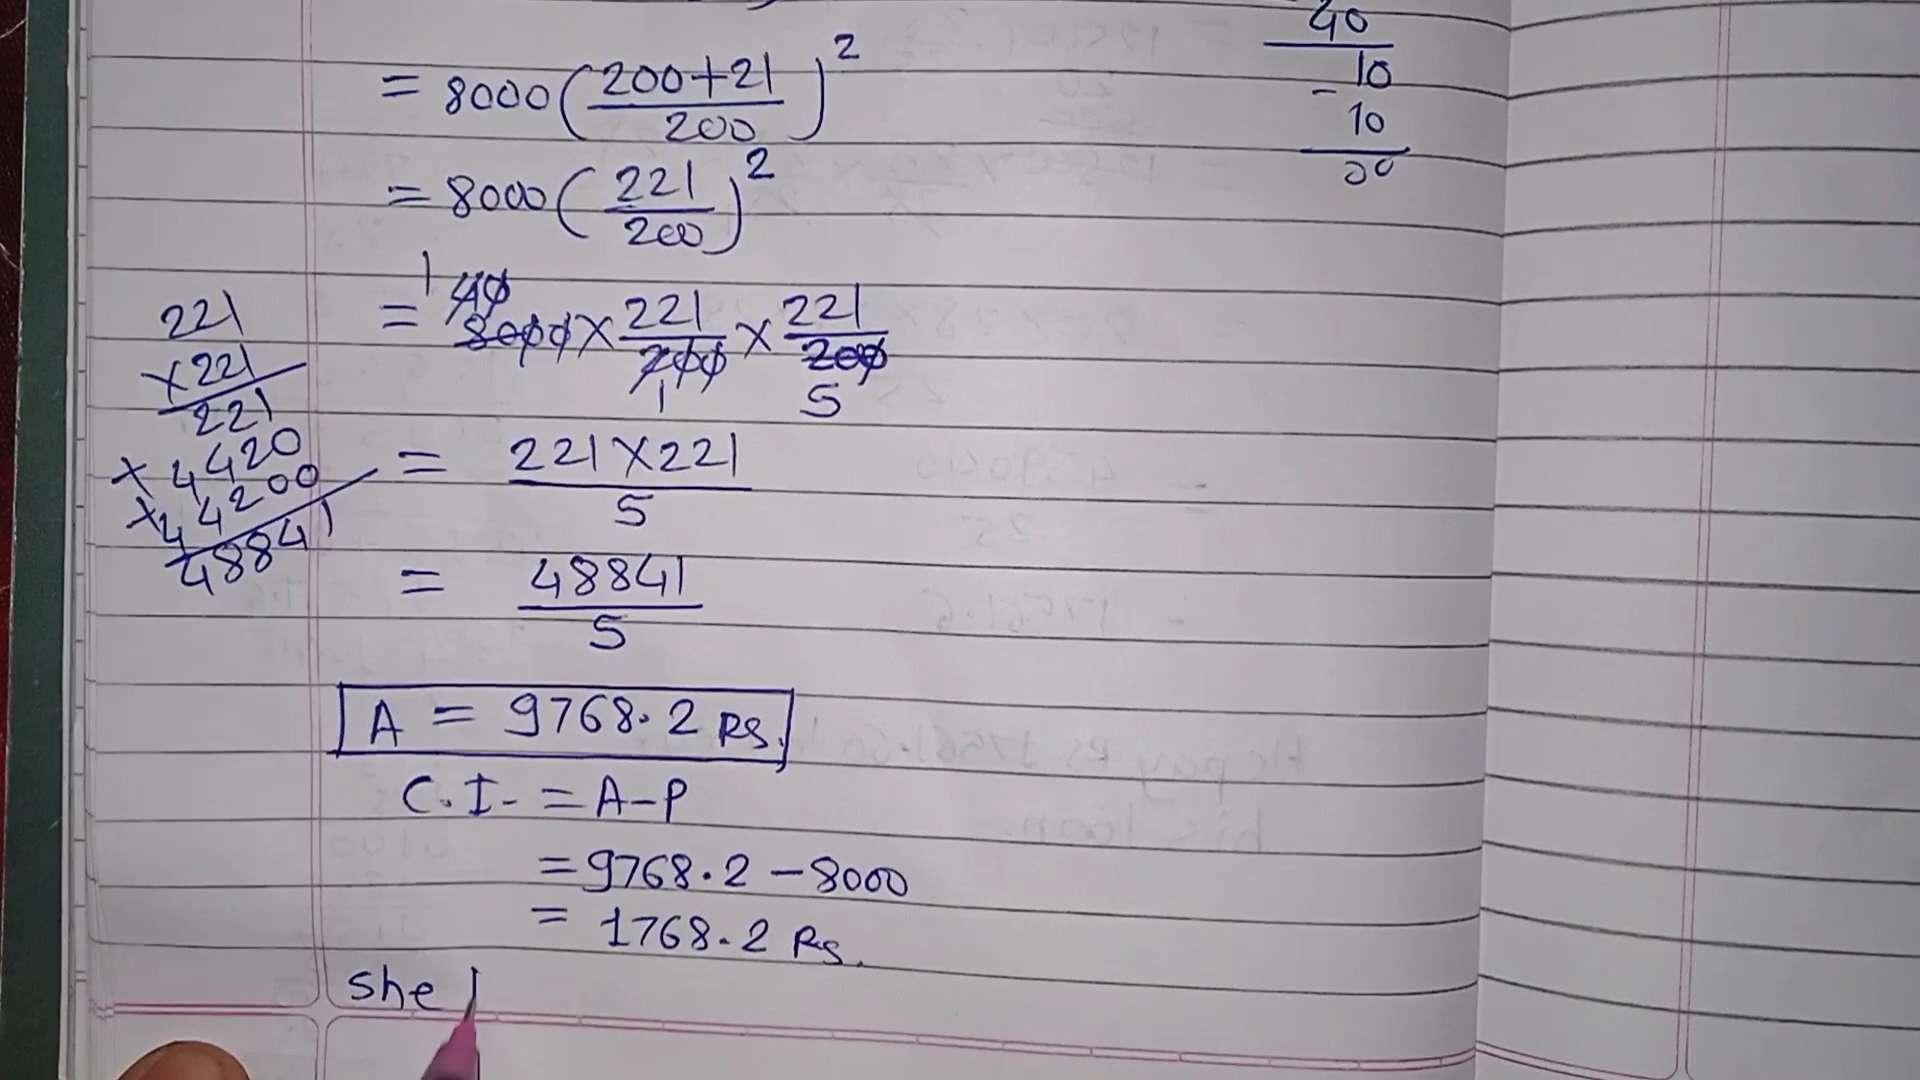 = 8000(200+21/200)²
= 8000(221/200)²
= 8000 × 221/200 × 221/200
1 40
1 5
= 221×221/5
= 48841/5
A = 9768.2 Rs.
C.I. = A-P
= 9768.2 - 8000
= 1768.2 Rs.
She
221
×221
221
× 4420
× 44200
48841
40
10
- 10
00